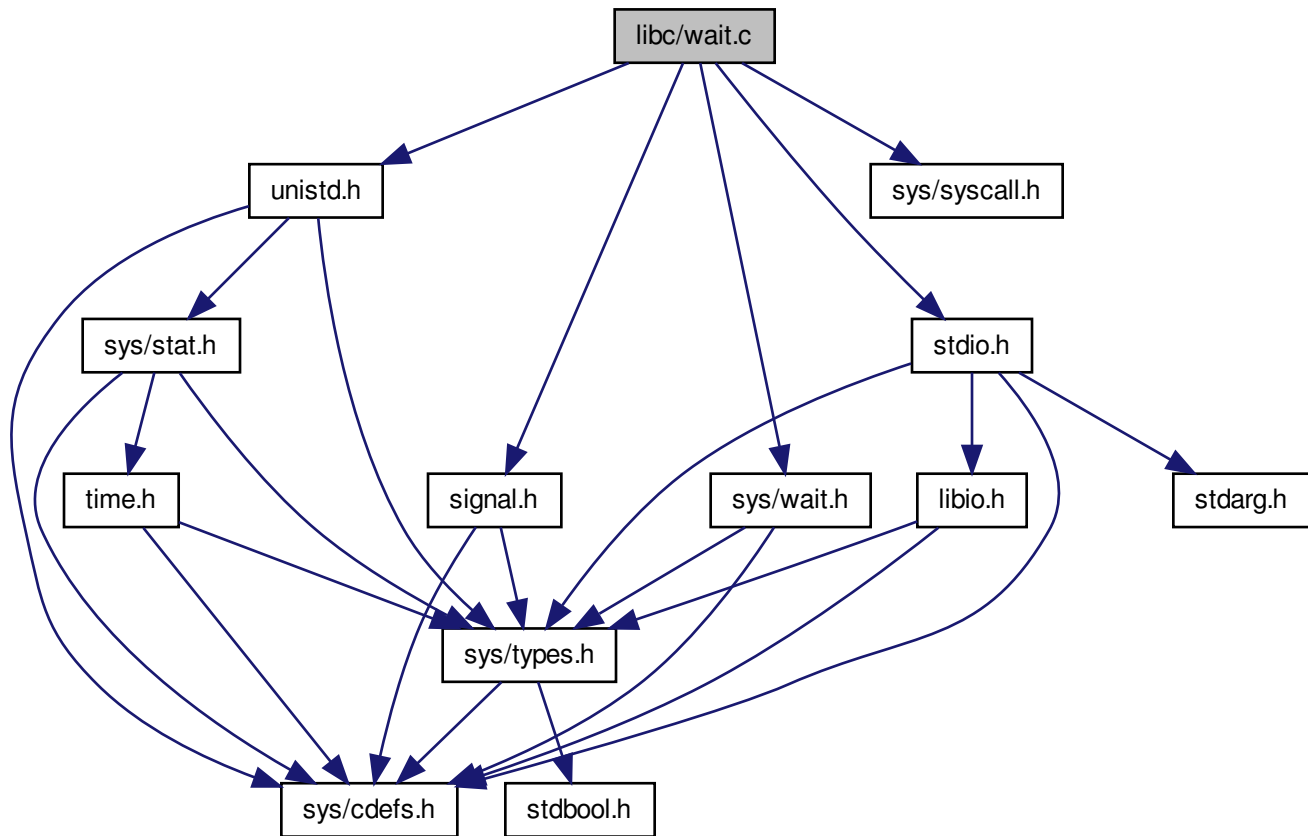 libc/wait.c
unistd.h
sys/syscall.h
sys/stat.h
stdio.h
time.h
signal.h
sys/wait.h
libio.h
stdarg.h
sys/types.h
sys/cdefs.h
stdbool.h